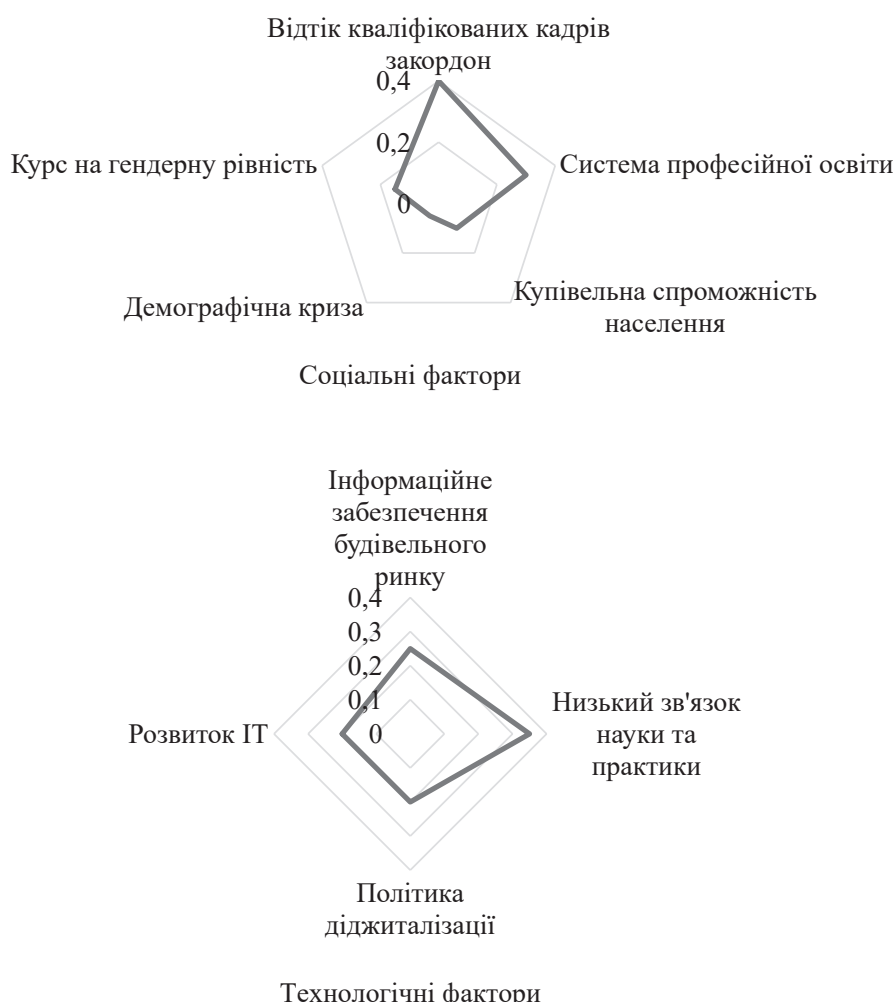 Відтік кваліфікованих кадрів
закордон
0,4
0,2
0
Курс на гендерну рівність
Система професійної освіти
Демографічна криза
Купівельна спроможність
населення
Соціальні фактори
Інформаційне
забезпечення
будівельного
ринку
0,4
0,3
0,2
0,1
0
Розвиток ІТ
Низький зв'язок
науки та
практики
Політика
діджиталізації
Технологічні фактори